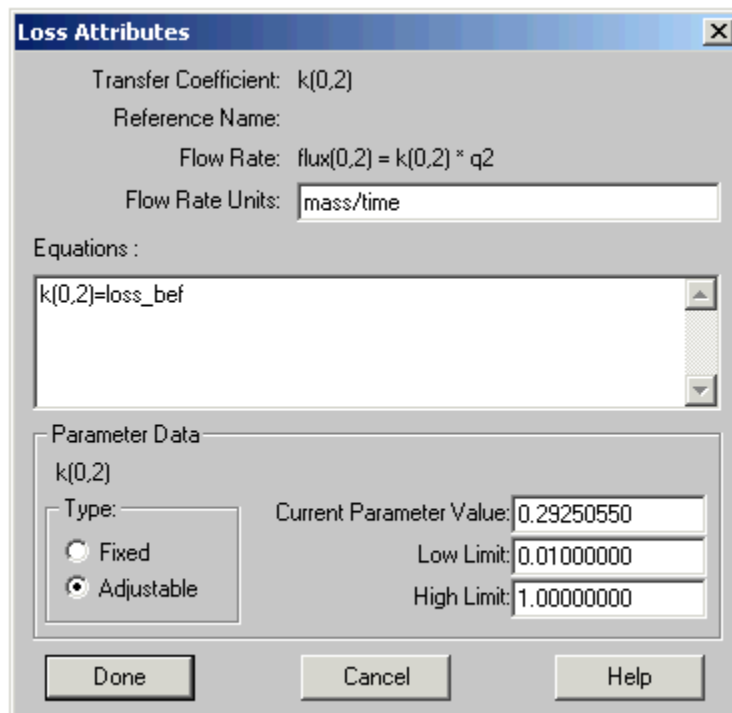 Loss Attributes
Transfer Coefficient: k(0,2)
Reference Name:
Flow Rate: flux(0,2) = k(0,2) * q2
Flow Rate Units: mass/time
Equations :
k(0,2)=loss_bef
Parameter Data
k(0,2)
Type:
Fixed
Adjustable
Current Parameter Value: 0.29250550
Low Limit: 0.01000000
High Limit: 1.00000000
Done Cancel Help